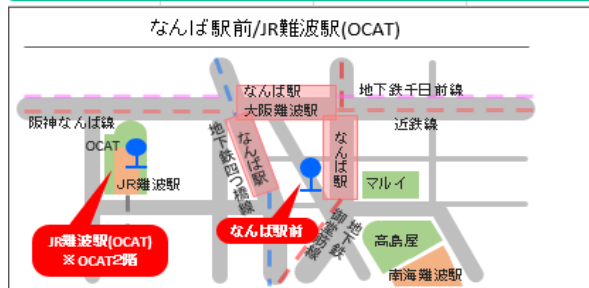 なんば駅前/JR難波駅(OCAT)
なんば駅
大阪難波駅
地下鉄千日前線
阪神なんば線
近鉄線
OCAT
JR難波駅
地下鉄四つ橋線
なんば駅
なんば駅
マルイ
なんば駅前
地下鉄
御堂筋線
高島屋
南海難波駅
JR難波駅(OCAT)
※ OCAT2階